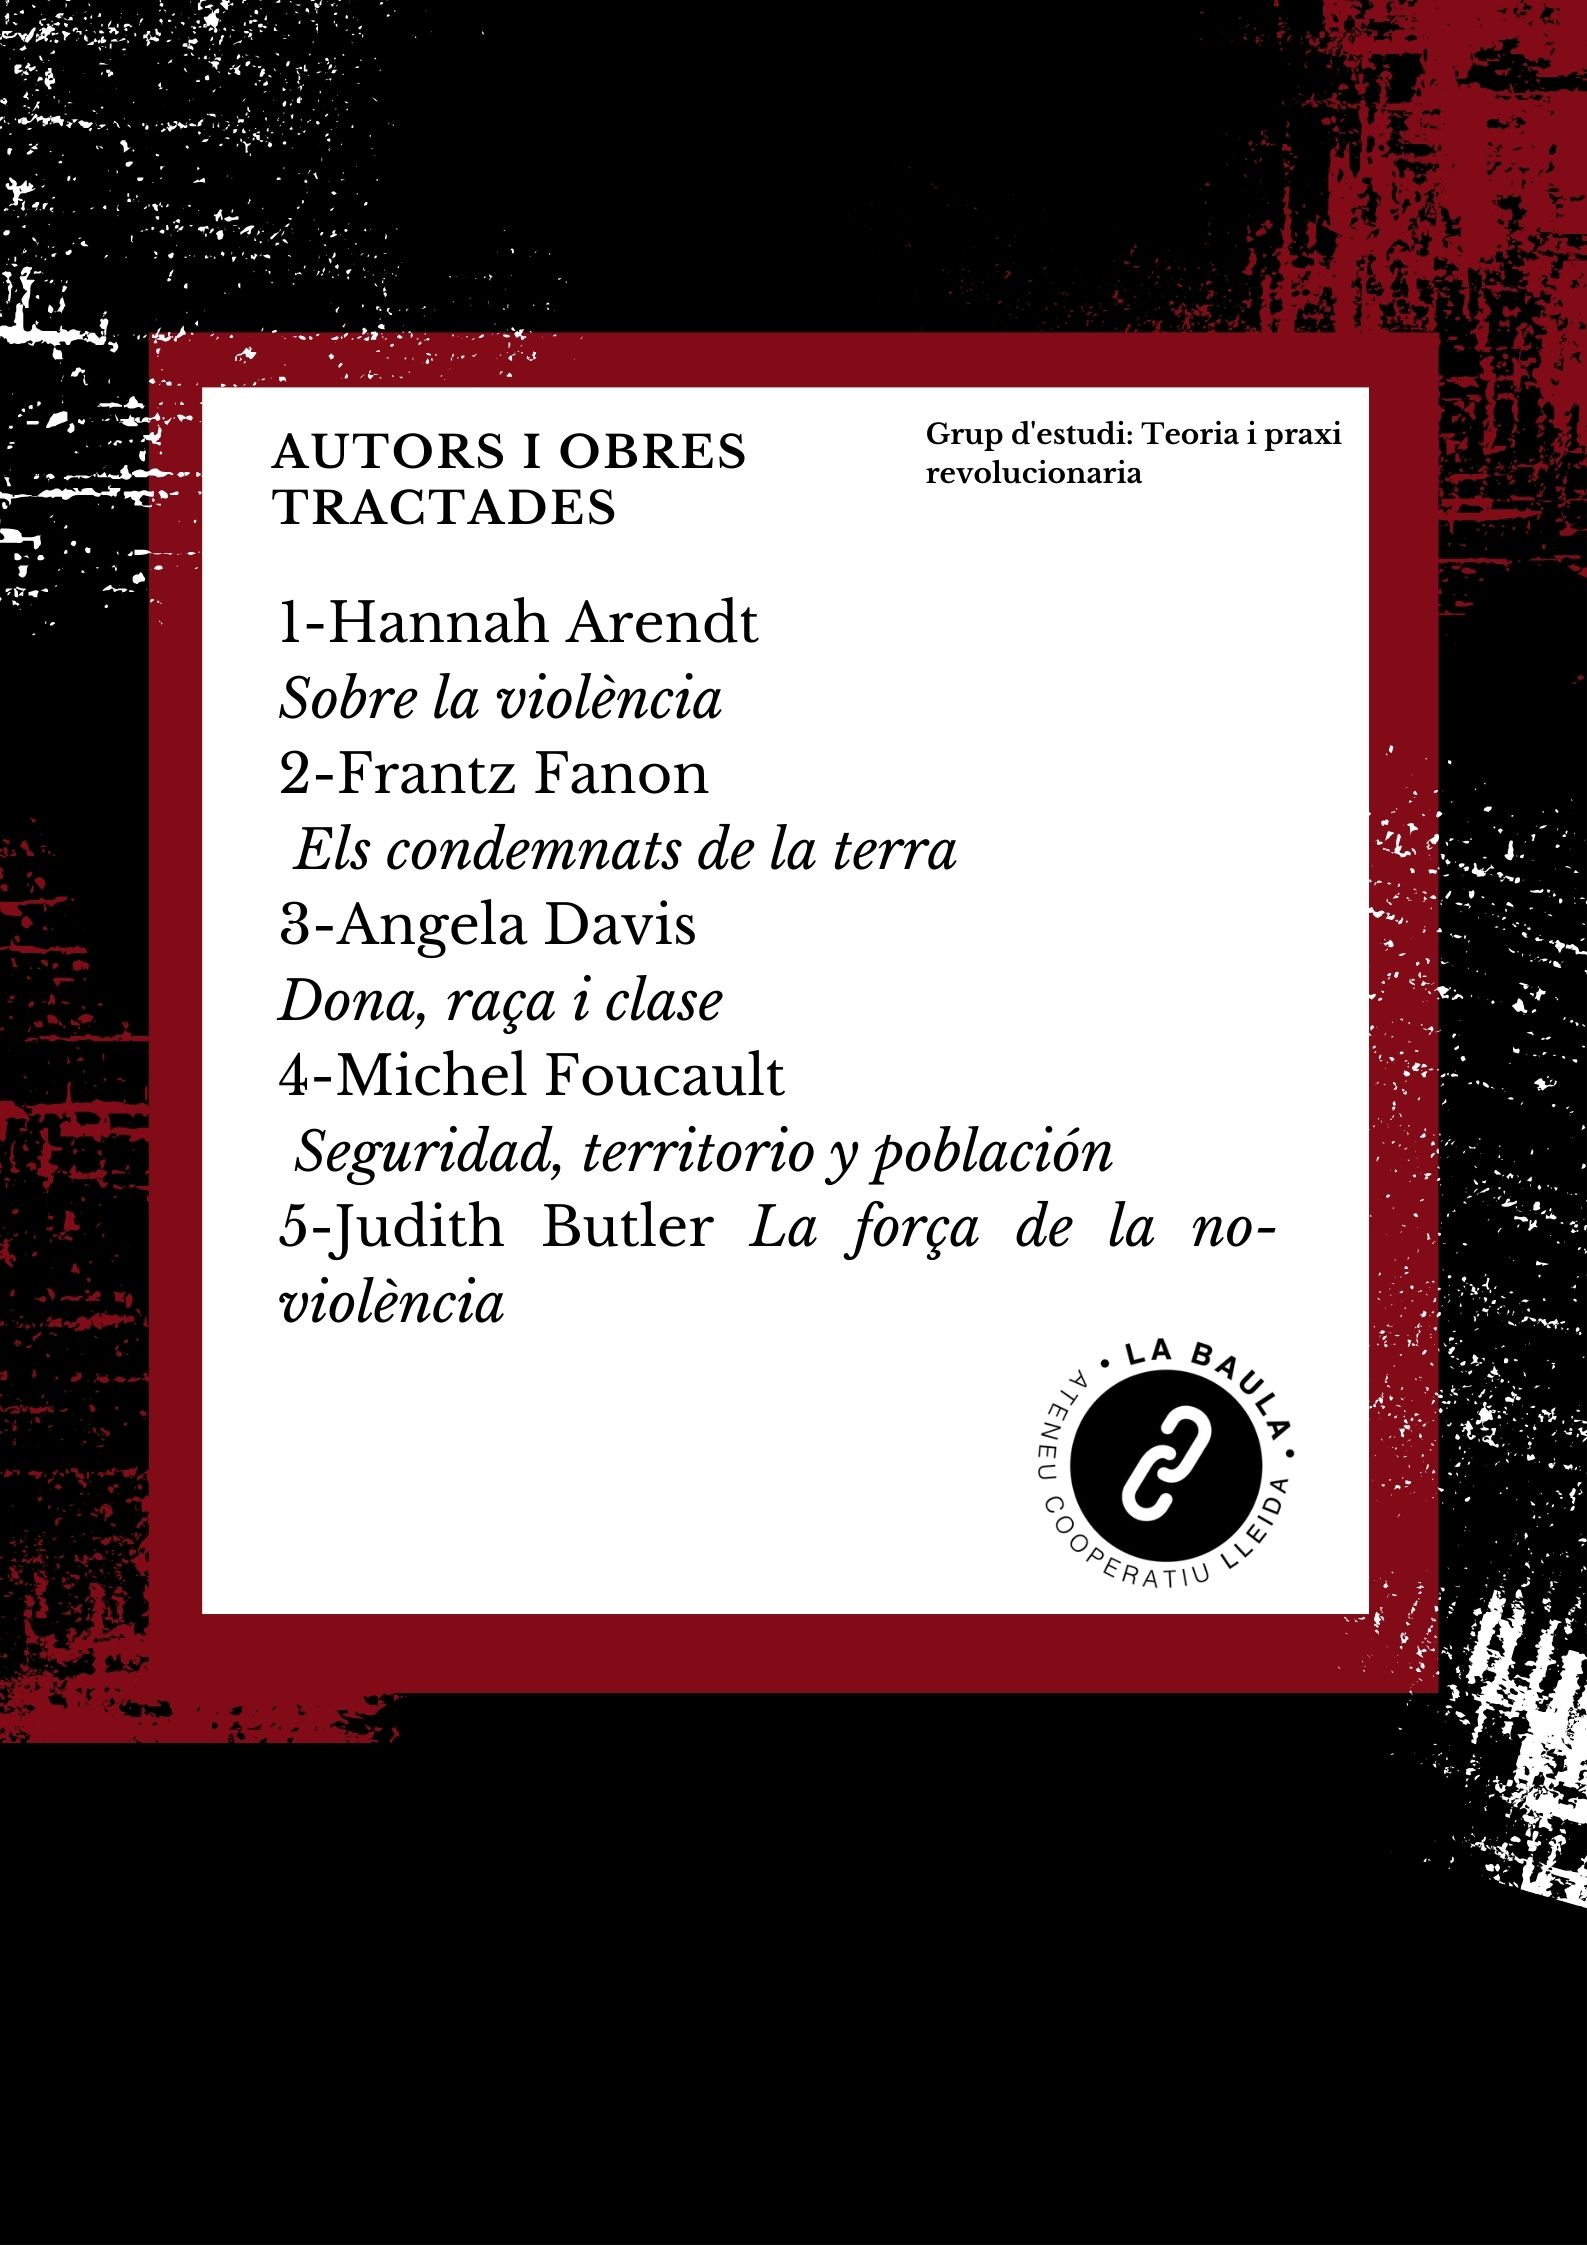 AUTORS I OBRES
TRACTADES
Grup d'estudi: Teoria i praxi
revolucionaria
1-Hannah Arendt
Sobre la violència
2-Frantz Fanon
Els condemnats de la terra
3-Angela Davis
Dona, raça i clase
4-Michel Foucault
Seguridad, territorio y población
5-Judith Butler La força de la no-
violència
• LA BAULA •
ATENEU COOPERATIU LLEIDA